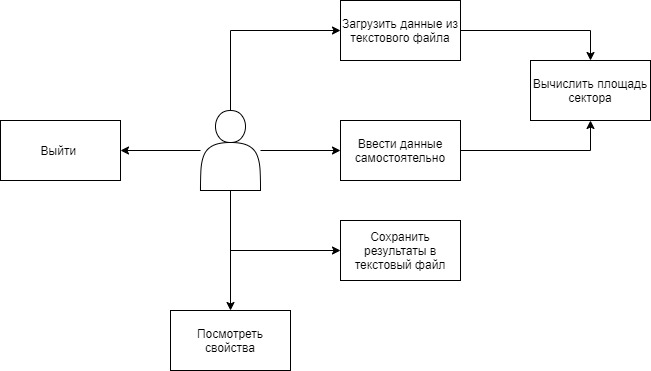 Загрузить данные из
текстового файла
Вычислить площадь
сектора
Выйти
Ввести данные
самостоятельно
Сохранить
результаты в
текстовый файл
Посмотреть
свойства